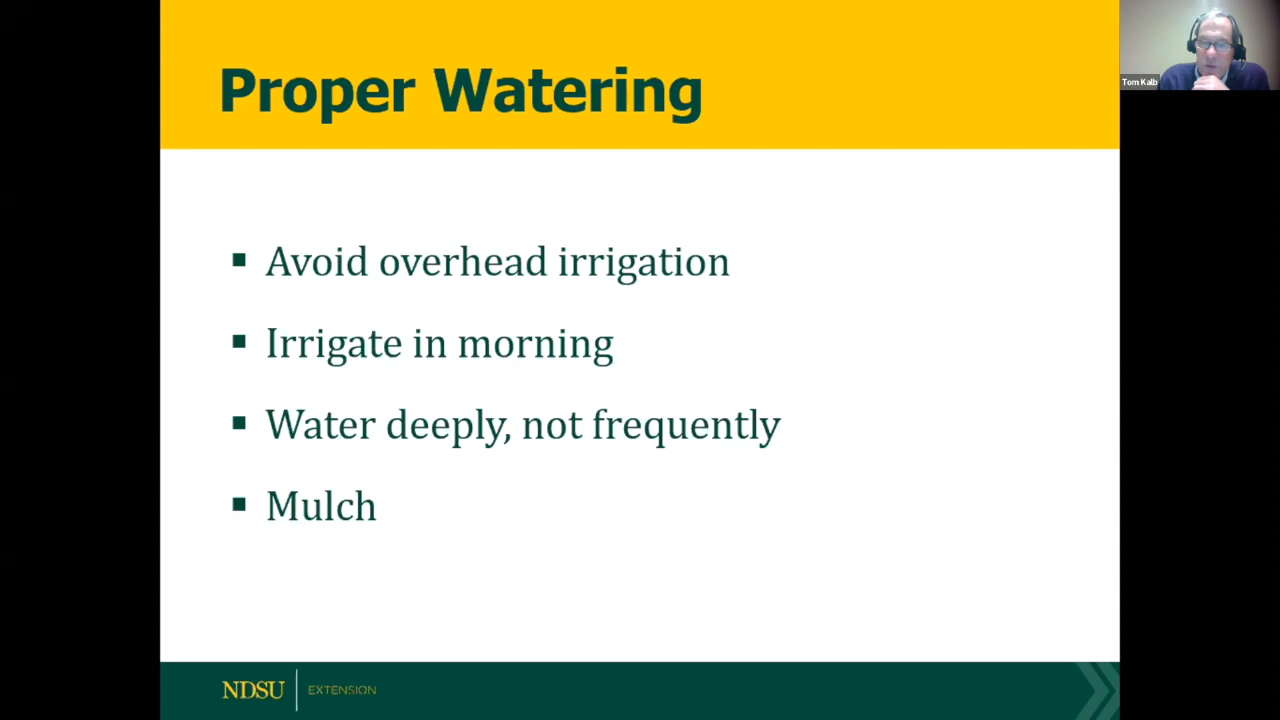 Proper Watering
Tom Kalb
▪ Avoid overhead irrigation
▪ Irrigate in morning
▪ Water deeply, not frequently
▪ Mulch
NDSU EXTENSION